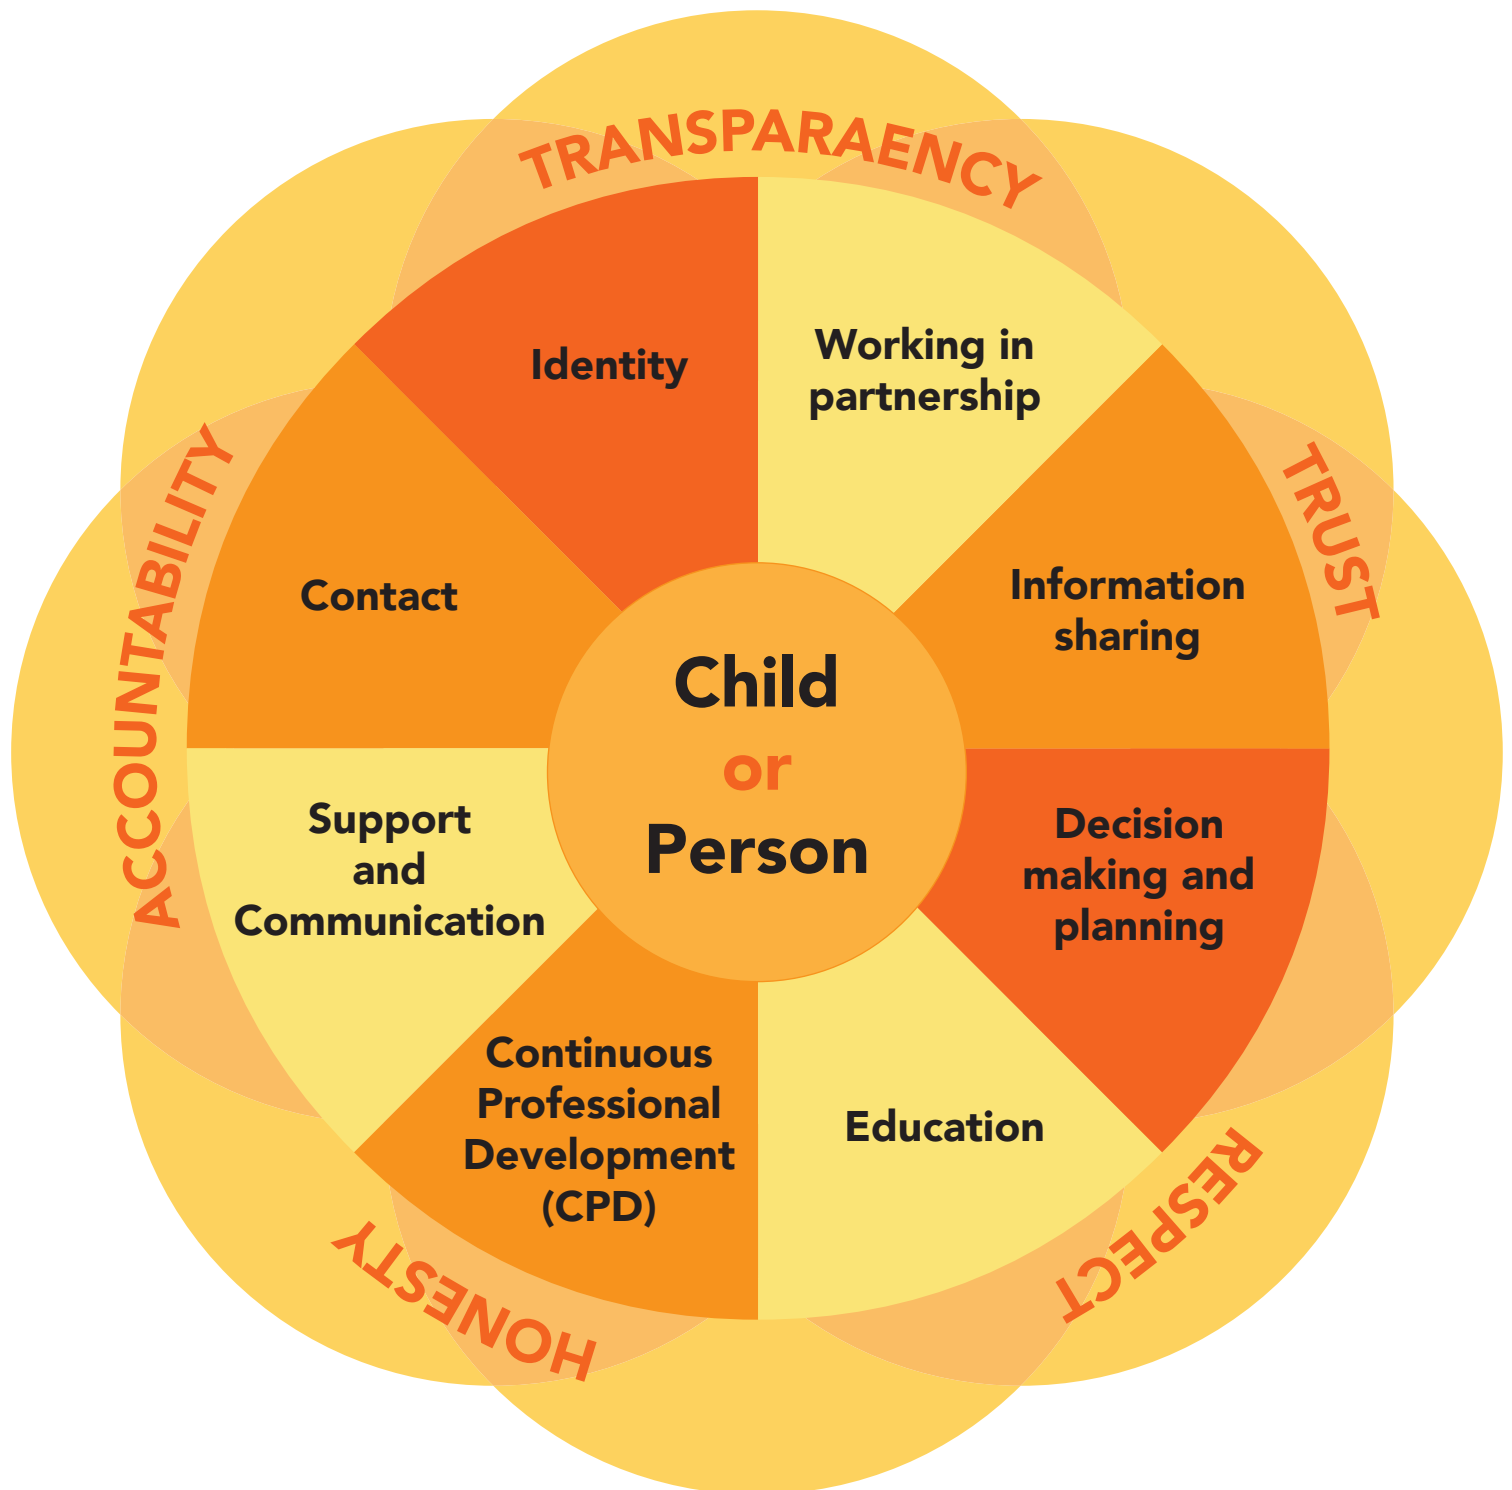 TRANSPARAENCY
TRUST
RESPECT
HONESTY
ACCOUNTABILITY
Identity
Working in
partnership
Information
sharing
Decision
making and
planning
Education
Continuous
Professional
Development
(CPD)
Support
and
Communication
Contact
Child
or
Person